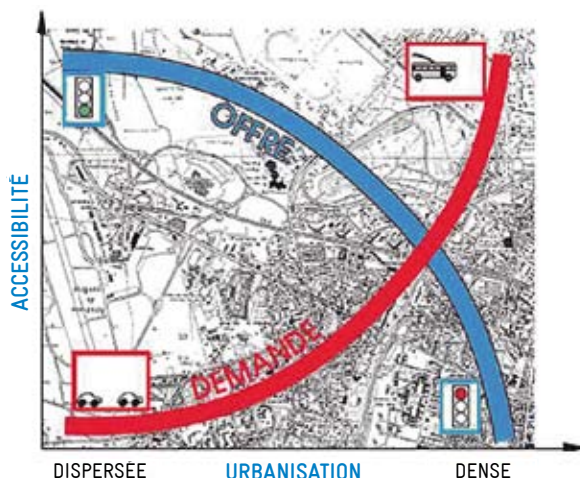 OFFRE
DEMANDE
ACCESSIBILITÉ
DISPERSÉE
URBANISATION
DENSE